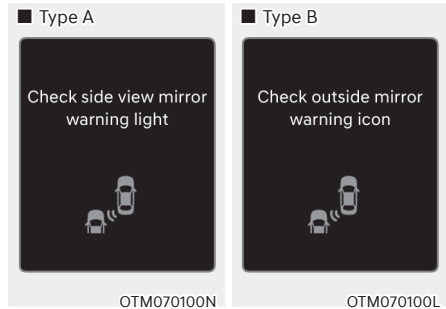 ■ Type A
Check side view mirror
warning light
OTM070100N
■ Type B
Check outside mirror
warning icon
OTM070100L